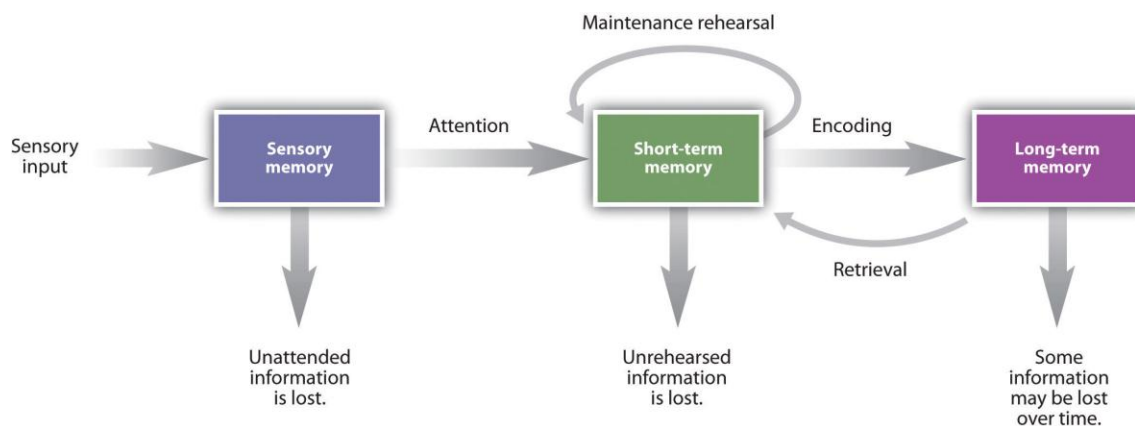 Maintenance rehearsal
Sensory
input
Sensory
memory
Attention
Short-term
memory
Encoding
Long-term
memory
Retrieval
Unattended
information
is lost.
Unrehearsed
information
is lost.
Some
information
may be lost
over time.